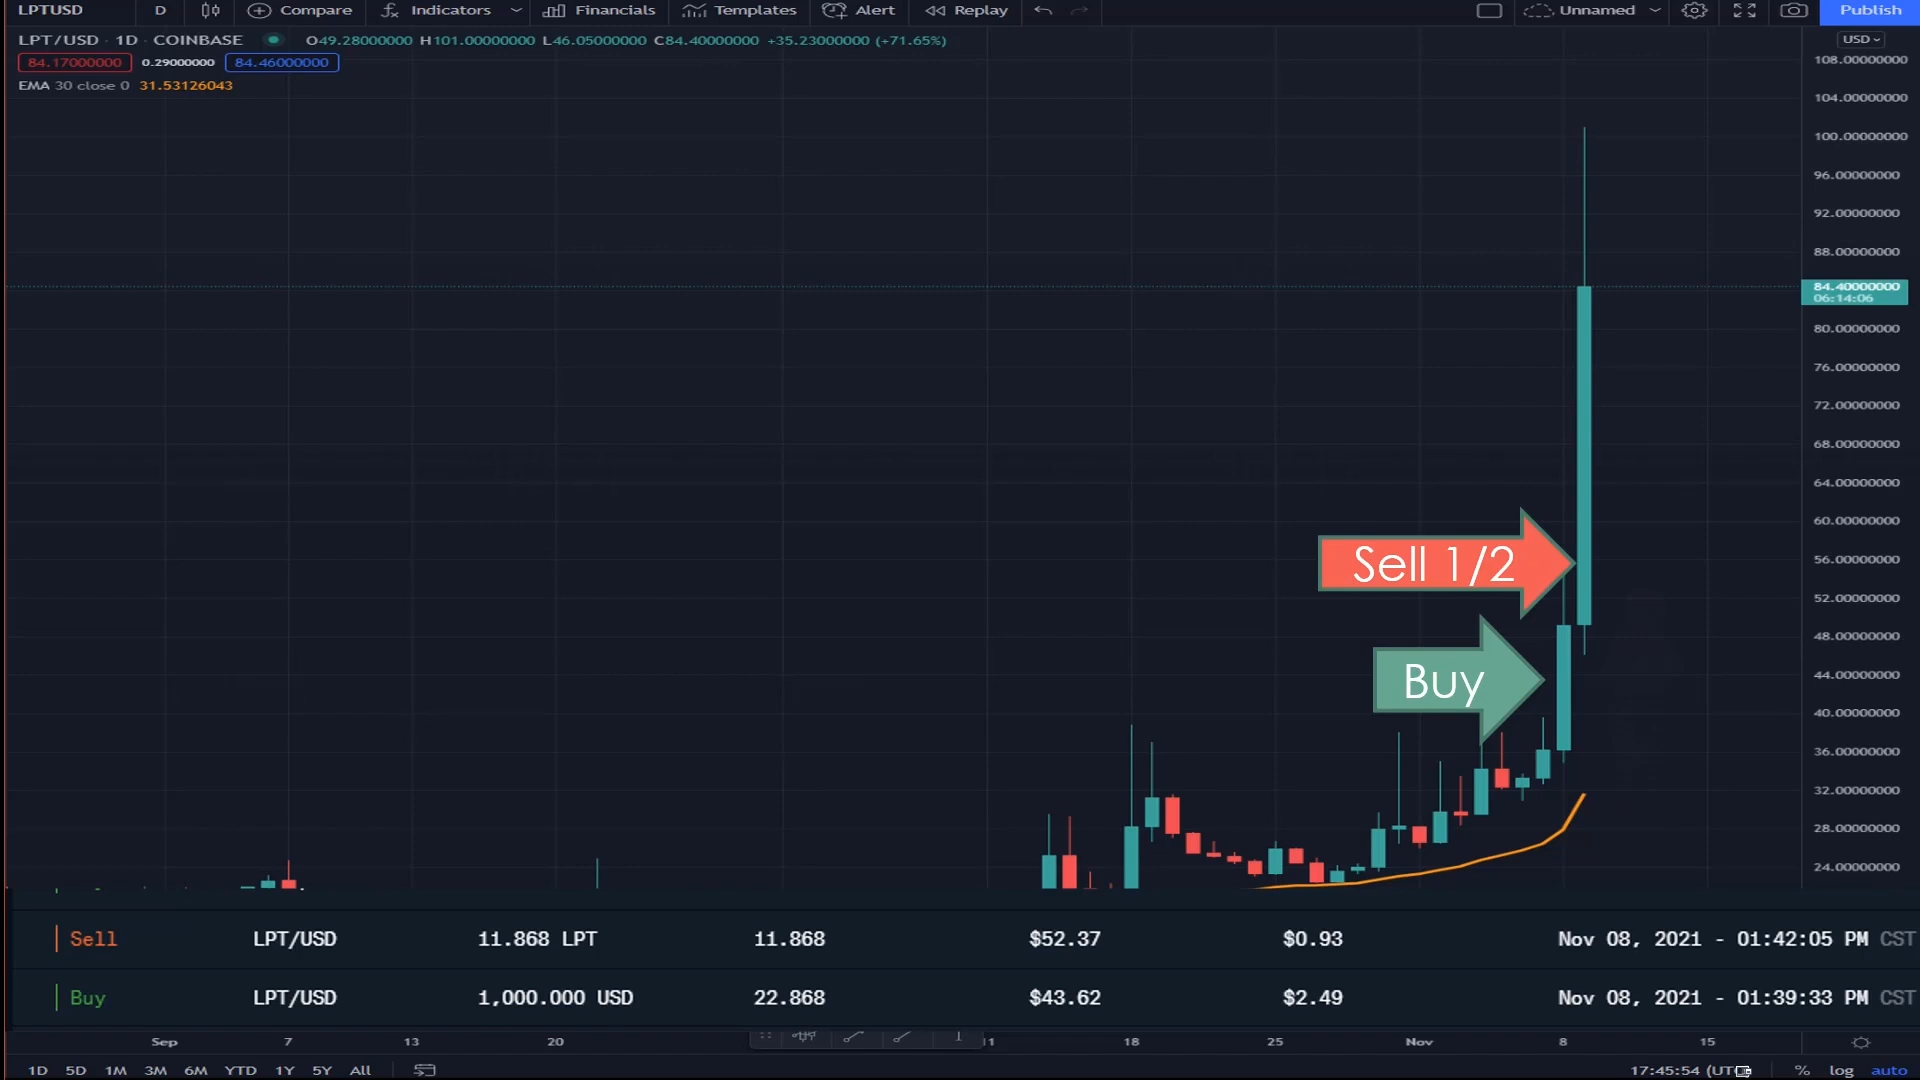 LPTUSD D Compare Indicators Financials Templates Alert Replay Unnamed Publish
LPT/USD · 1D · COINBASE O49.28000000 H101.00000000 L46.05000000 C84.40000000 +35.23000000 (+71.65%)
USD
84.17000000 0.29000000 84.46000000
EMA 30 close 0 31.53126043
108.00000000
104.00000000
100.00000000
96.00000000
92.00000000
88.00000000
84.40000000
06:14:06
80.00000000
76.00000000
72.00000000
68.00000000
64.00000000
60.00000000
56.00000000
52.00000000
48.00000000
44.00000000
40.00000000
36.00000000
32.00000000
28.00000000
24.00000000
Sell 1/2
Buy
Sell LPT/USD 11.868 LPT 11.868 $52.37 $0.93 Nov 08, 2021 - 01:42:05 PM CST
Buy LPT/USD 1,000.000 USD 22.868 $43.62 $2.49 Nov 08, 2021 - 01:39:33 PM CST
Sep 7 13 20 11 18 25 Nov 8 15
1D 5D 1M 3M 6M YTD 1Y 5Y All 17:45:54 % log auto